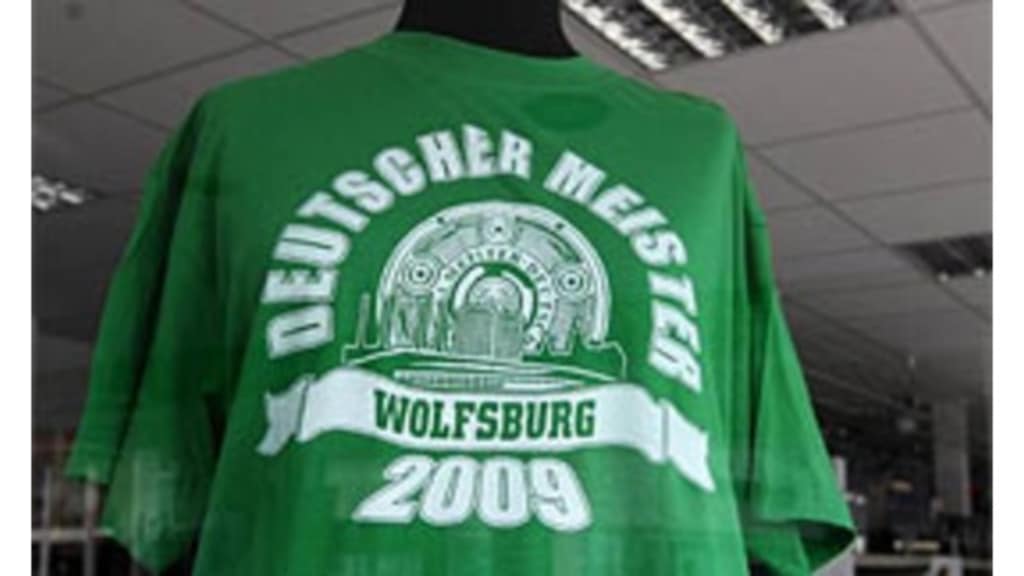 DEUTSCHER MEISTER
WOLFSBURG
2009